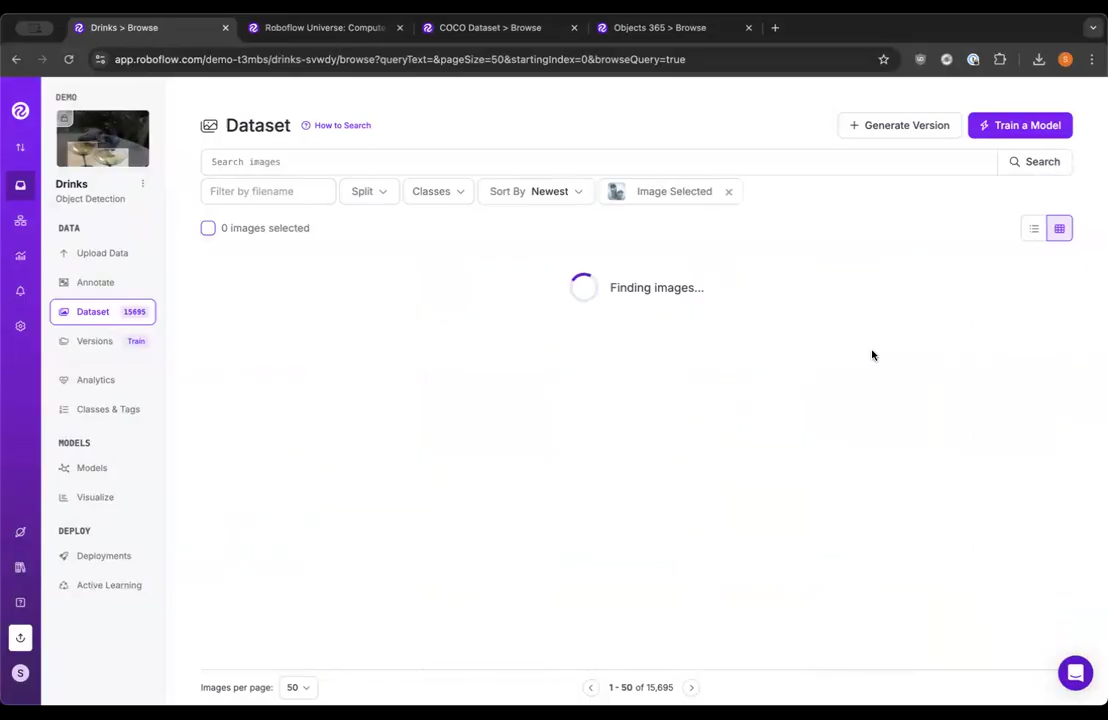 Drinks > Browse
Roboflow Universe: Compute
COCO Dataset > Browse
Objects 365 > Browse
app.roboflow.com/demo-t3mbs/drinks-svwdy/browse?queryText=&pageSize=50&startingIndex=0&browseQuery=true
S
DEMO
Drinks
Object Detection
DATA
Upload Data
Annotate
Dataset 15695
Versions Train
Analytics
Classes & Tags
MODELS
Models
Visualize
DEPLOY
Deployments
Active Learning
S
Dataset
How to Search
Generate Version
Train a Model
Search images
Search
Filter by filename
Split
Classes
Sort By Newest
Image Selected
0 images selected
Finding images...
Images per page: 50
1 - 50 of 15,695